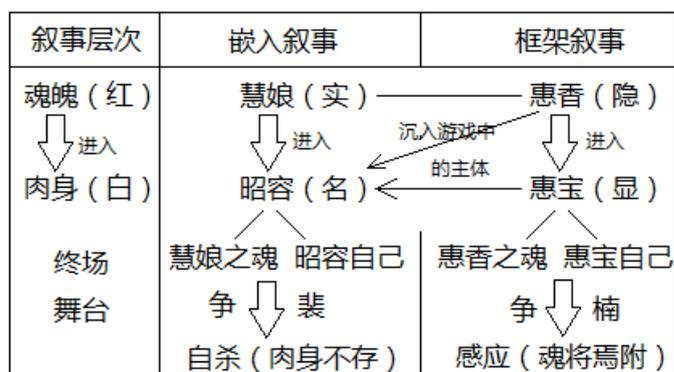 叙事层次 嵌入叙事 框架叙事
魂魄（红） 慧娘（实） 惠香（隐）
进入 进入 沉入游戏中 进入
的主体
肉身（白） 昭容（名） 惠宝（显）
终场 慧娘之魂 昭容自己 惠香之魂 惠宝自己
舞台 争 裴 争 楠
自杀（肉身不存） 感应（魂将焉附）